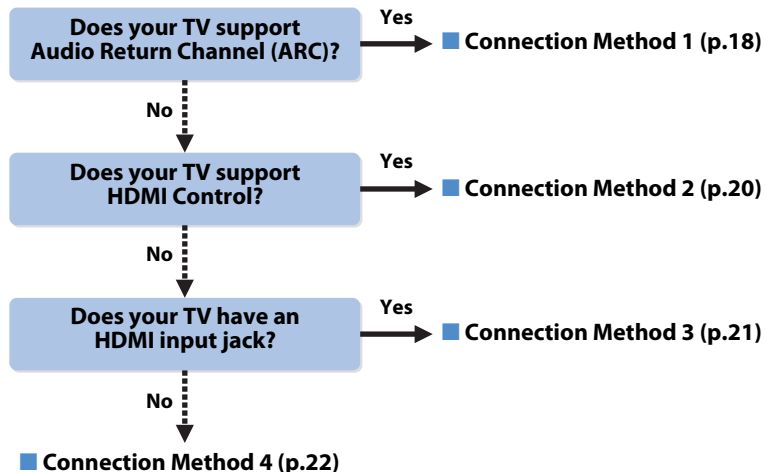 Does your TV support
Audio Return Channel (ARC)?
Yes
Connection Method 1 (p.18)
No
Does your TV support
HDMI Control?
Yes
Connection Method 2 (p.20)
No
Does your TV have an
HDMI input jack?
Yes
Connection Method 3 (p.21)
No
Connection Method 4 (p.22)